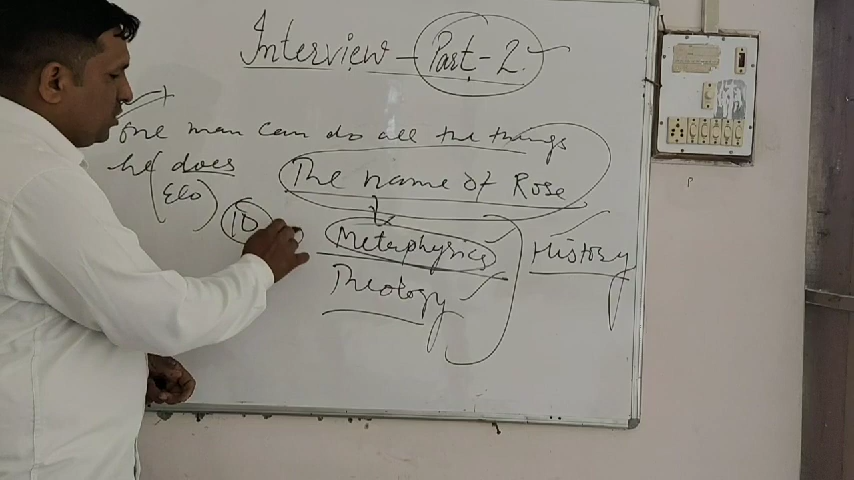 Interview - Part-2.
one man can do all the things
he does
(Eco)
The name of Rose
10
Metaphysics
History
Theology